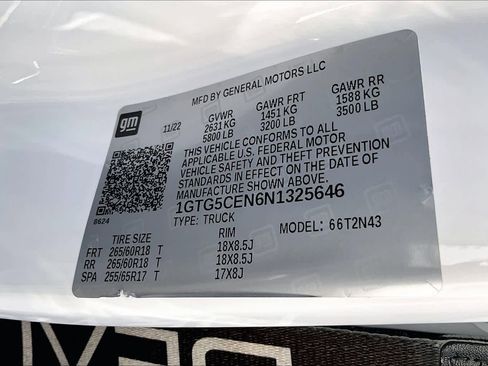 MFD BY GENERAL MOTORS LLC
gm
11/22
GVWR GAWR FRT GAWR RR
2631 KG 1451 KG 1588 KG
5800 LB 3200 LB 3500 LB
THIS VEHICLE CONFORMS TO ALL
APPLICABLE U.S. FEDERAL MOTOR
VEHICLE SAFETY AND THEFT PREVENTION
STANDARDS IN EFFECT ON THE DATE OF
MANUFACTURE SHOWN ABOVE.
8624
1GTG5CEN6N1325646
TYPE: TRUCK MODEL: 66T2N43
TIRE SIZE RIM
FRT 265/60R18 T 18X8.5J
RR 265/60R18 T 18X8.5J
SPA 255/65R17 T 17X8J